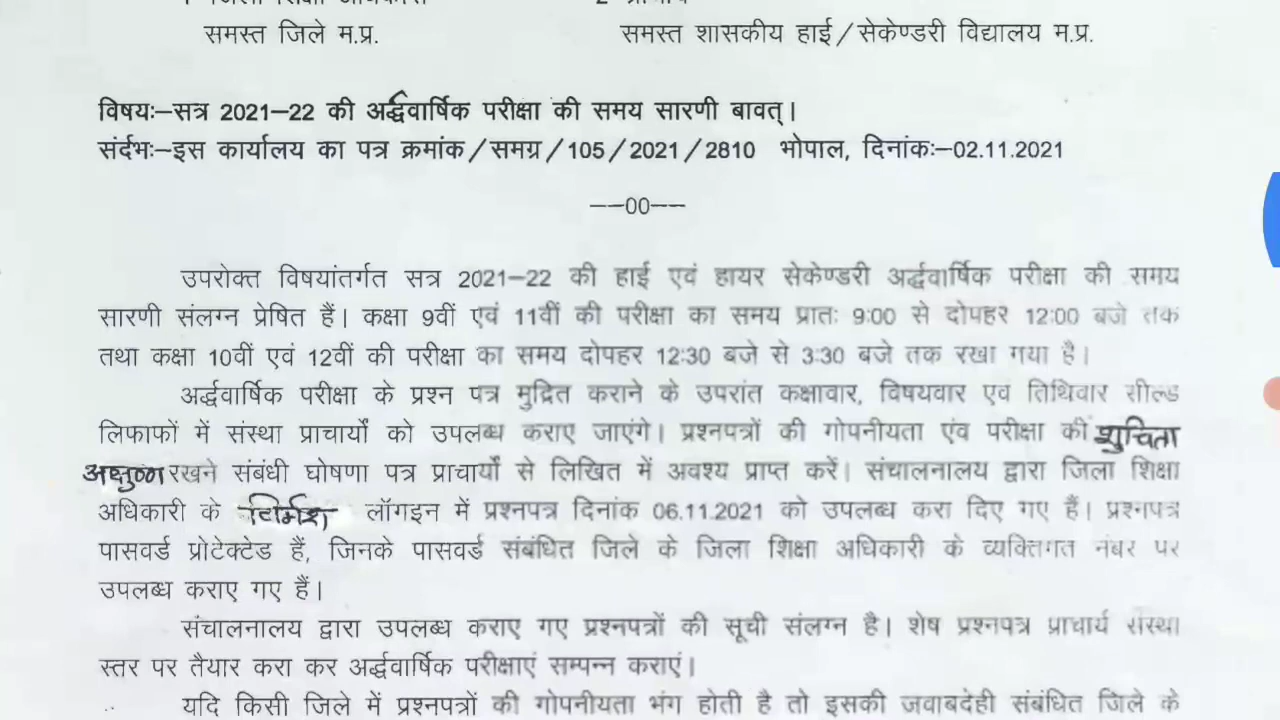 1 जिला शिक्षा अधिकारी 2 प्राचार्य
समस्त जिले म.प्र. समस्त शासकीय हाई/सेकेण्डरी विद्यालय म.प्र.
विषयः–सत्र 2021–22 की अर्द्धवार्षिक परीक्षा की समय सारणी बावत्।
संर्दभः–इस कार्यालय का पत्र क्रमांक/समग्र/105/2021/2810 भोपाल, दिनांकः–02.11.2021
––00––
उपरोक्त विषयांतर्गत सत्र 2021–22 की हाई एवं हायर सेकेण्डरी अर्द्धवार्षिक परीक्षा की समय
सारणी संलग्न प्रेषित हैं। कक्षा 9वीं एवं 11वीं की परीक्षा का समय प्रातः 9:00 से दोपहर 12:00 बजे तक
तथा कक्षा 10वीं एवं 12वीं की परीक्षा का समय दोपहर 12:30 बजे से 3:30 बजे तक रखा गया है।
अर्द्धवार्षिक परीक्षा के प्रश्न पत्र मुद्रित कराने के उपरांत कक्षावार, विषयवार एवं तिथिवार सील्ड
लिफाफों में संस्था प्राचार्यो को उपलब्ध कराए जाएंगे। प्रश्नपत्रों की गोपनीयता एंव परीक्षा की शुचिता
अक्षुण्ण रखने संबंधी घोषणा पत्र प्राचार्यो से लिखित में अवश्य प्राप्त करें। संचालनालय द्वारा जिला शिक्षा
अधिकारी के विमर्श लॉगइन में प्रश्नपत्र दिनांक 06.11.2021 को उपलब्ध करा दिए गए हैं। प्रश्नपत्र
पासवर्ड प्रोटेक्टेड हैं, जिनके पासवर्ड संबंधित जिले के जिला शिक्षा अधिकारी के व्यक्तिगत नंबर पर
उपलब्ध कराए गए हैं।
संचालनालय द्वारा उपलब्ध कराए गए प्रश्नपत्रों की सूची संलग्न है। शेष प्रश्नपत्र प्राचार्य संस्था
स्तर पर तैयार करा कर अर्द्धवार्षिक परीक्षाएं सम्पन्न कराएं।
यदि किसी जिले में प्रश्नपत्रों की गोपनीयता भंग होती है तो इसकी जवाबदेही संबंधित जिले के